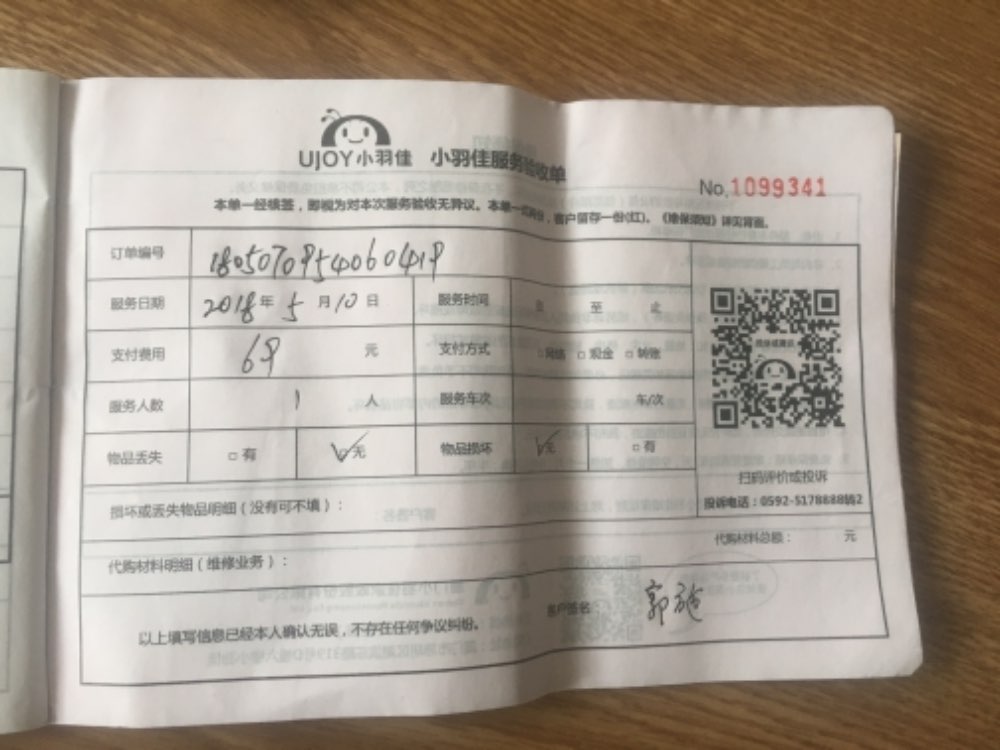 UJOY小羽佳 小羽佳服务验收单
No.1099341
本单一经核签，即视为对本次服务验收无异议。本单一式两份，客户留存一份(红)。《维保须知》详见背面。
订单编号 1805070954060419
服务日期 2018年 5月10日 服务时间 至
支付费用 69 元 支付方式 □网络 □现金 □转账
服务人数 1 人 服务车次 车/次
物品丢失 □有 ☑无 物品损坏 ☑无 □有
扫码评价或投诉
投诉电话：0592-5178888转2
损坏或丢失物品明细（没有可不填）：
代购材料明细（维修业务）： 代购材料总额： 元
以上填写信息已经本人确认无误，不存在任何争议纠纷。 客户签名： 郭施